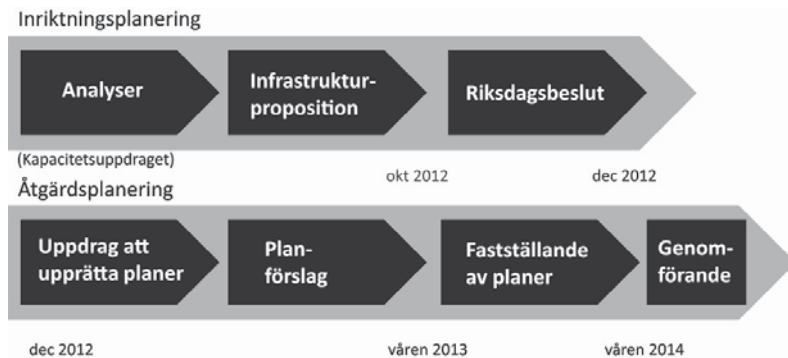 Inriktningsplanering
Analyser
Infrastruktur-
proposition
Riksdagsbeslut
(Kapacitetsuppdraget)
okt 2012
dec 2012
Åtgärdsplanering
Uppdrag att
upprätta planer
Plan-
förslag
Fastställande
av planer
Genom-
förande
dec 2012
våren 2013
våren 2014